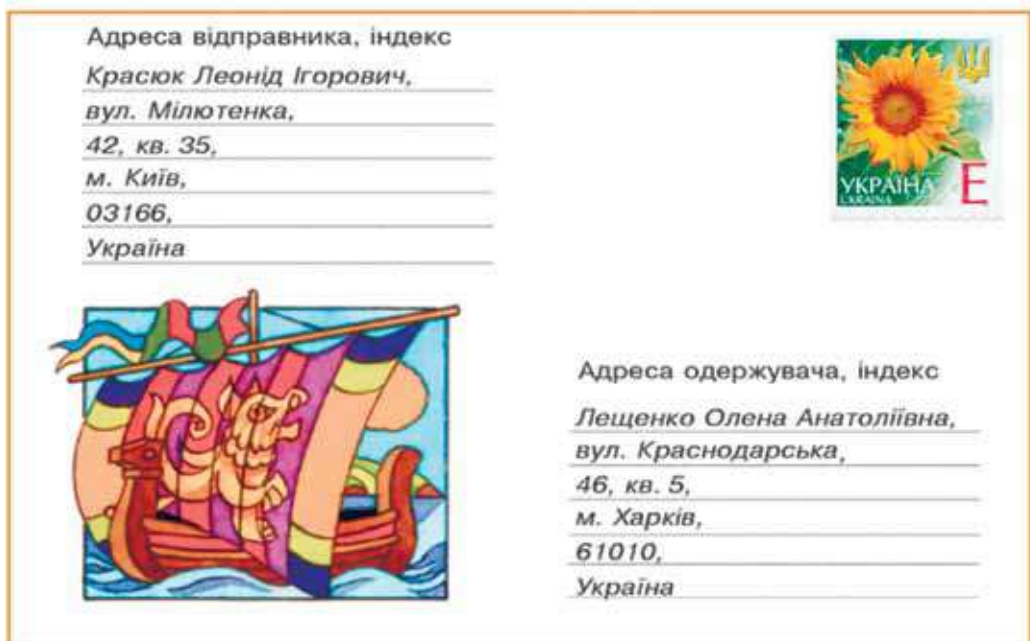 Адреса відправника, індекс
Красюк Леонід Ігорович,
вул. Мілютенка,
42, кв. 35,
м. Київ,
03166,
Україна
УКРАЇНА Е
UKRAINA
Адреса одержувача, індекс
Лещенко Олена Анатоліївна,
вул. Краснодарська,
46, кв. 5,
м. Харків,
61010,
Україна